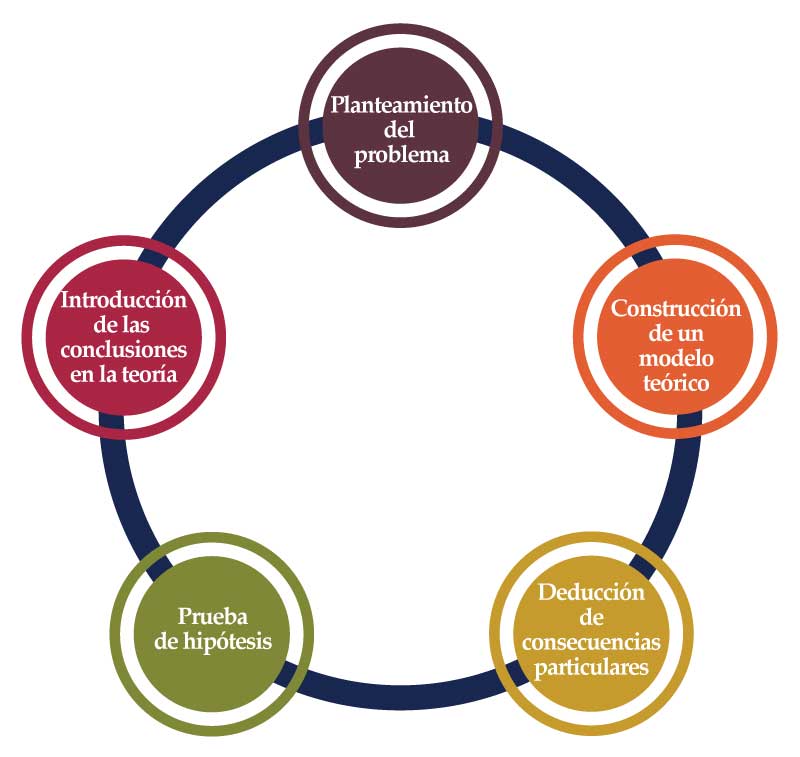 Planteamiento
del
problema
Construcción
de un
modelo
teórico
Deducción
de
consecuencias
particulares
Prueba
de hipótesis
Introducción
de las
conclusiones
en la teoría